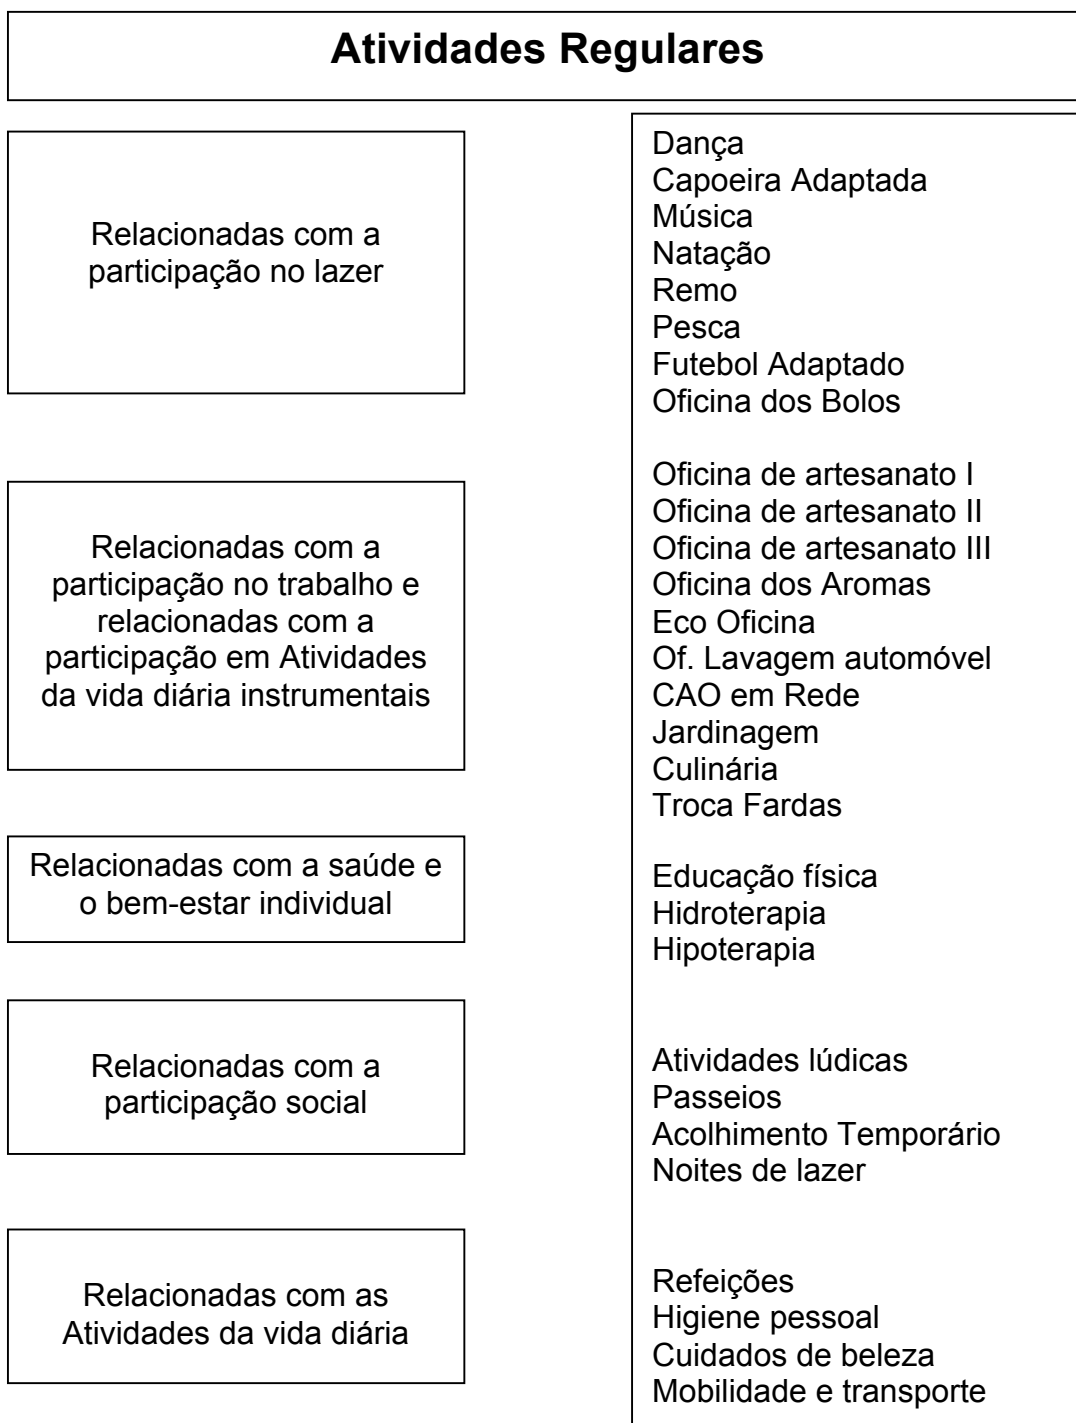 Atividades Regulares
Relacionadas com a
participação no lazer
Dança
Capoeira Adaptada
Música
Natação
Remo
Pesca
Futebol Adaptado
Oficina dos Bolos
Relacionadas com a
participação no trabalho e
relacionadas com a
participação em Atividades
da vida diária instrumentais
Oficina de artesanato I
Oficina de artesanato II
Oficina de artesanato III
Oficina dos Aromas
Eco Oficina
Of. Lavagem automóvel
CAO em Rede
Jardinagem
Culinária
Troca Fardas
Relacionadas com a saúde e
o bem-estar individual
Educação física
Hidroterapia
Hipoterapia
Relacionadas com a
participação social
Atividades lúdicas
Passeios
Acolhimento Temporário
Noites de lazer
Relacionadas com as
Atividades da vida diária
Refeições
Higiene pessoal
Cuidados de beleza
Mobilidade e transporte